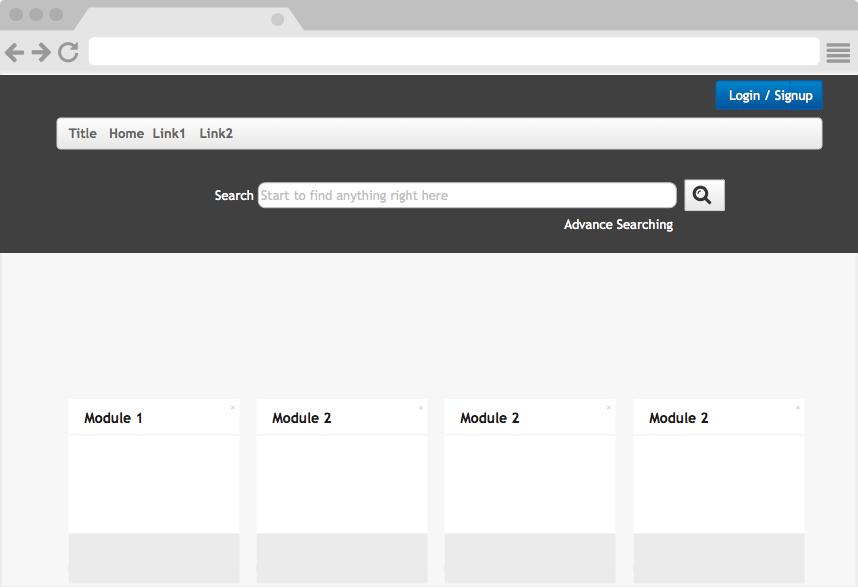 Login / Signup
Title Home Link1 Link2
Search Start to find anything right here
Advance Searching
Module 1 Module 2 Module 2 Module 2